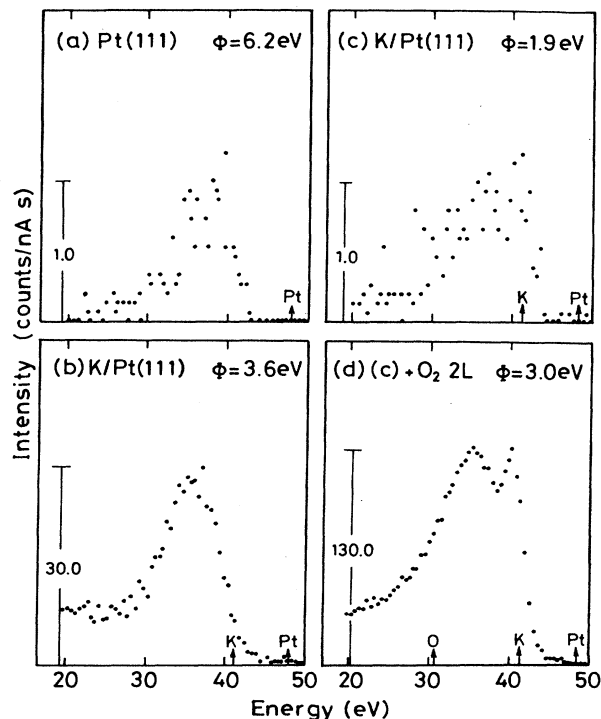 (a) Pt(111) Φ=6.2eV
1.0
Pt
(c) K/Pt(111) Φ=1.9eV
1.0
K Pt
(b) K/Pt(111) Φ=3.6eV
30.0
K Pt
20 30 40 50
(d) (c) +O₂ 2L Φ=3.0eV
130.0
O K Pt
20 30 40 50
Energy (eV)
Intensity (counts/nA s)